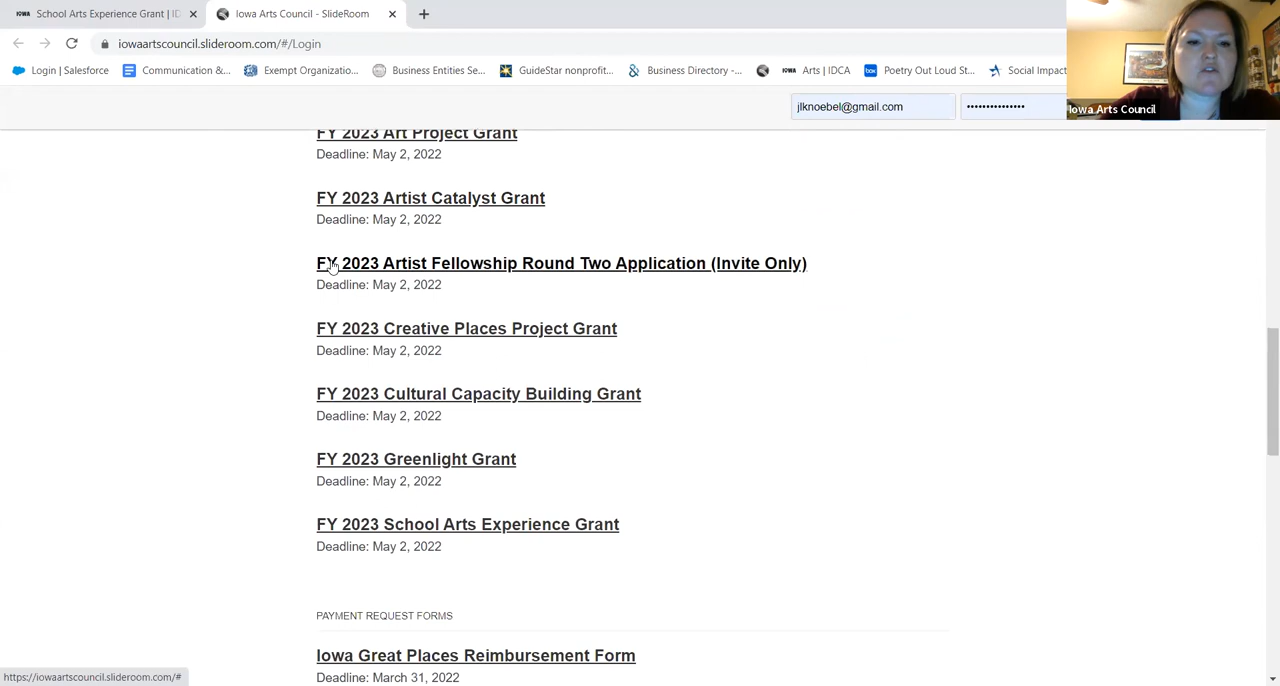 IOWA School Arts Experience Grant | ID
Iowa Arts Council - SlideRoom
iowaartscouncil.slideroom.com/#/Login
Login | Salesforce
Communication &...
Exempt Organizatio...
Business Entities Se...
GuideStar nonprofit...
Business Directory -...
IOWA Arts | IDCA
box Poetry Out Loud St...
Social Impact
jlknoebel@gmail.com
•••••••••••••••
Iowa Arts Council
FY 2023 Art Project Grant
Deadline: May 2, 2022
FY 2023 Artist Catalyst Grant
Deadline: May 2, 2022
FY 2023 Artist Fellowship Round Two Application (Invite Only)
Deadline: May 2, 2022
FY 2023 Creative Places Project Grant
Deadline: May 2, 2022
FY 2023 Cultural Capacity Building Grant
Deadline: May 2, 2022
FY 2023 Greenlight Grant
Deadline: May 2, 2022
FY 2023 School Arts Experience Grant
Deadline: May 2, 2022
PAYMENT REQUEST FORMS
Iowa Great Places Reimbursement Form
Deadline: March 31, 2022
https://iowaartscouncil.slideroom.com/#